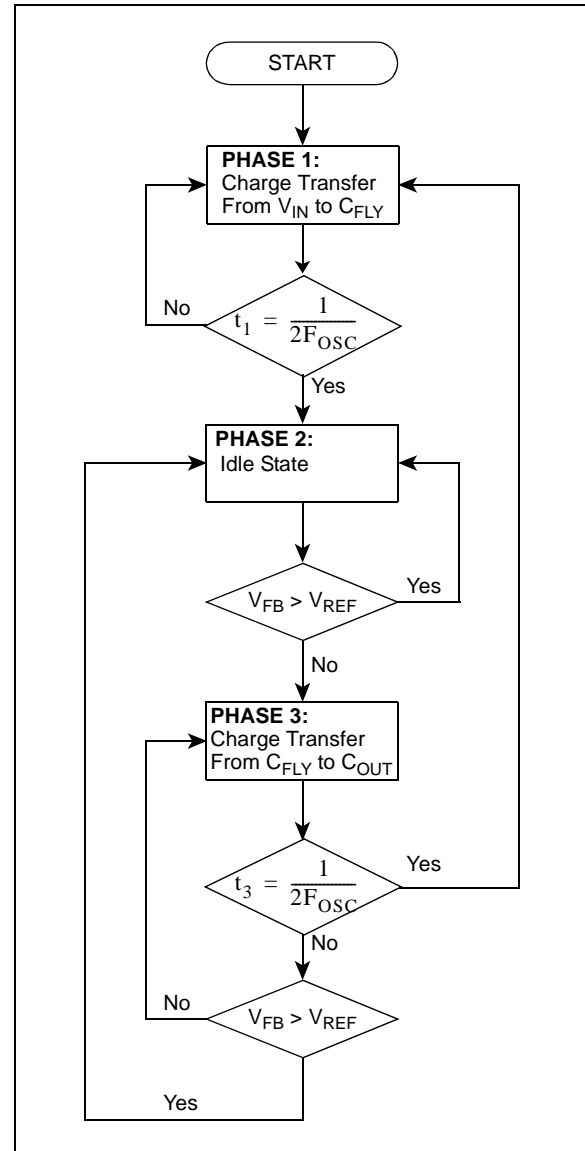 START
PHASE 1:
Charge Transfer
From V_IN to C_FLY
No
t_1 = 1/2F_OSC
Yes
PHASE 2:
Idle State
V_FB > V_REF
Yes
No
PHASE 3:
Charge Transfer
From C_FLY to C_OUT
t_3 = 1/2F_OSC
Yes
No
No
V_FB > V_REF
Yes